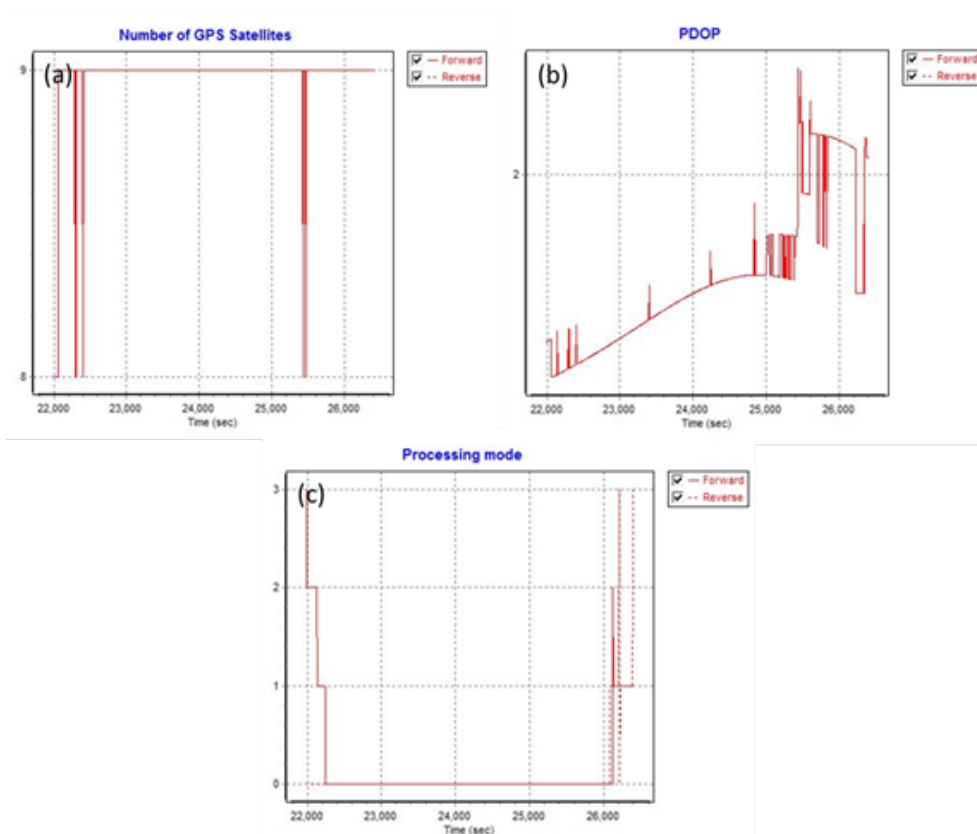 Number of GPS Satellites
(a)
Forward
Reverse
9
8
22,000 23,000 24,000 25,000 26,000
Time (sec)
PDOP
(b)
Forward
Reverse
2
22,000 23,000 24,000 25,000 26,000
Time (sec)
Processing mode
(c)
Forward
Reverse
3
2
1
0
22,000 23,000 24,000 25,000 26,000
Time (sec)